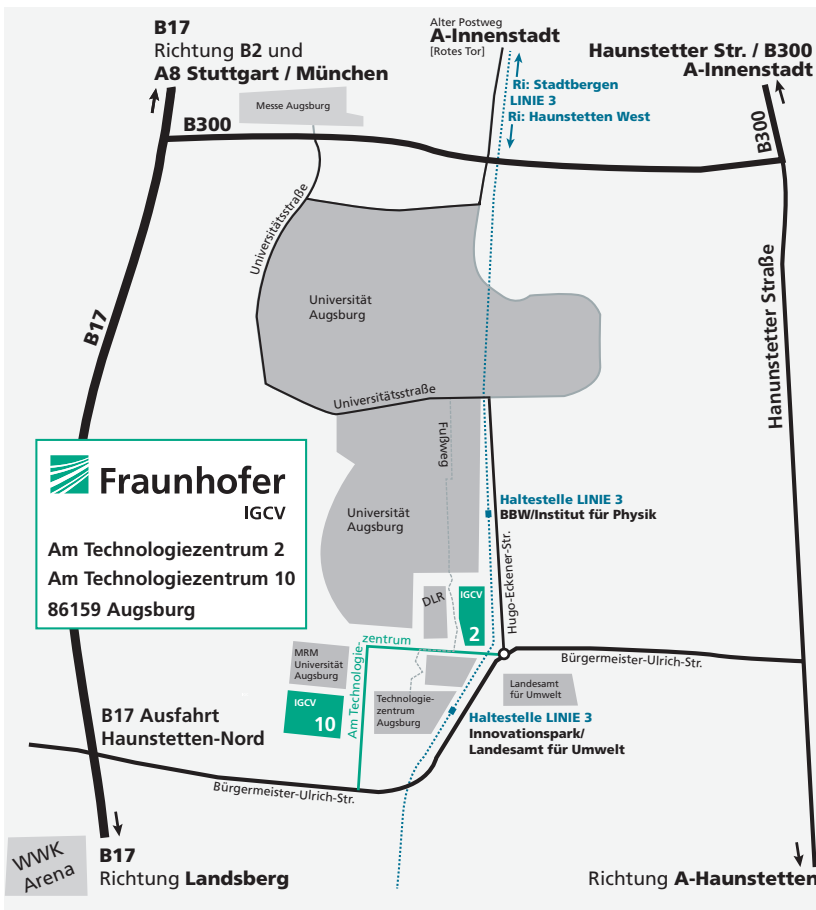 B17
Richtung B2 und
A8 Stuttgart / München
Alter Postweg
A-Innenstadt
[Rotes Tor]
Haunstetter Str. / B300
A-Innenstadt
Ri: Stadtbergen
LINIE 3
Ri: Haunstetten West
Messe Augsburg
B300
B300
Universitätsstraße
Universität
Augsburg
B17
Hanunstetter Straße
Universitätsstraße
Fußweg
Fraunhofer
IGCV
Am Technologiezentrum 2
Am Technologiezentrum 10
86159 Augsburg
Universität
Augsburg
Haltestelle LINIE 3
BBW/Institut für Physik
Hugo-Eckener-Str.
DLR
IGCV
2
Am Technologie-
zentrum
MRM
Universität
Augsburg
Bürgermeister-Ulrich-Str.
IGCV
10
Technologie-
zentrum
Augsburg
Landesamt
für Umwelt
B17 Ausfahrt
Haunstetten-Nord
Haltestelle LINIE 3
Innovationspark/
Landesamt für Umwelt
Bürgermeister-Ulrich-Str.
WWK
Arena
B17
Richtung Landsberg
Richtung A-Haunstetten